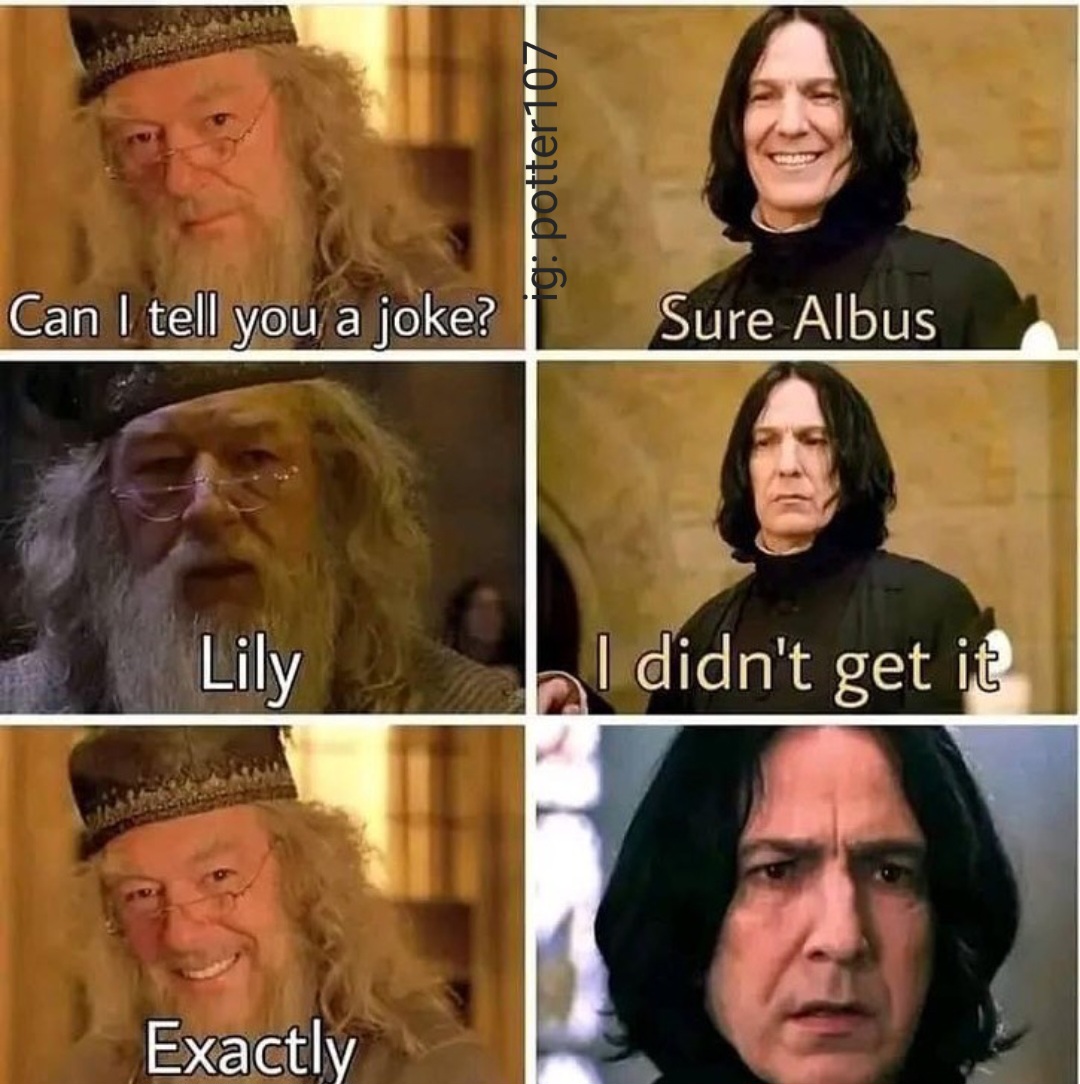 Can I tell you a joke?
ig: potter107
Sure Albus
Lily
I didn't get it
Exactly